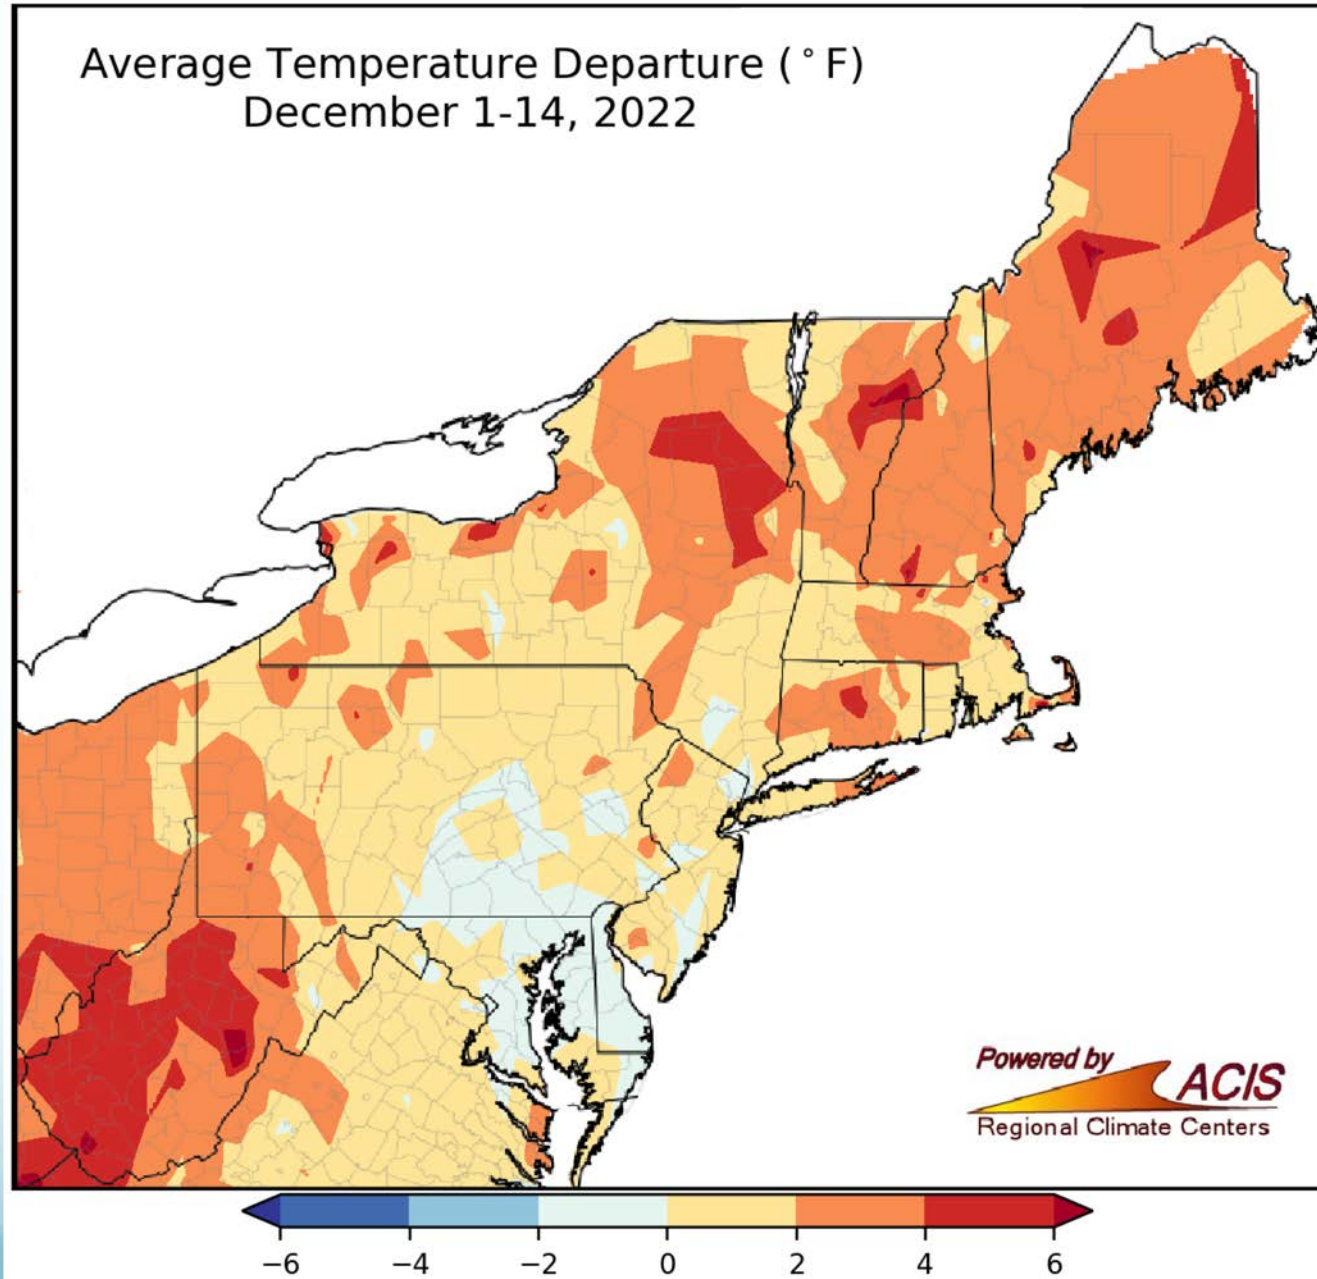 Average Temperature Departure (°F)
December 1-14, 2022
Powered by
ACIS
Regional Climate Centers
−6 −4 −2 0 2 4 6